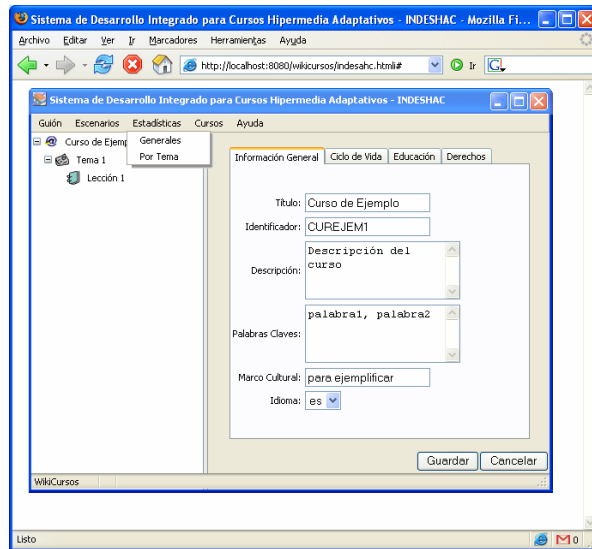 Sistema de Desarrollo Integrado para Cursos Hipermedia Adaptativos - INDESHAC - Mozilla Fi...
Archivo Editar Ver Ir Marcadores Herramientas Ayuda
http://localhost:8080/wikicursos/indesahc.html# Ir
Sistema de Desarrollo Integrado para Cursos Hipermedia Adaptativos - INDESHAC
Guión Escenarios Estadísticas Cursos Ayuda
Generales
Por Tema
Curso de Ejemp
Tema 1
Lección 1
Información General Ciclo de Vida Educación Derechos
Título: Curso de Ejemplo
Identificador: CUREJEM1
Descripción: Descripción del
curso
Palabras Claves: palabra1, palabra2
Marco Cultural: para ejemplificar
Idioma: es
Guardar Cancelar
WikiCursos
Listo 0